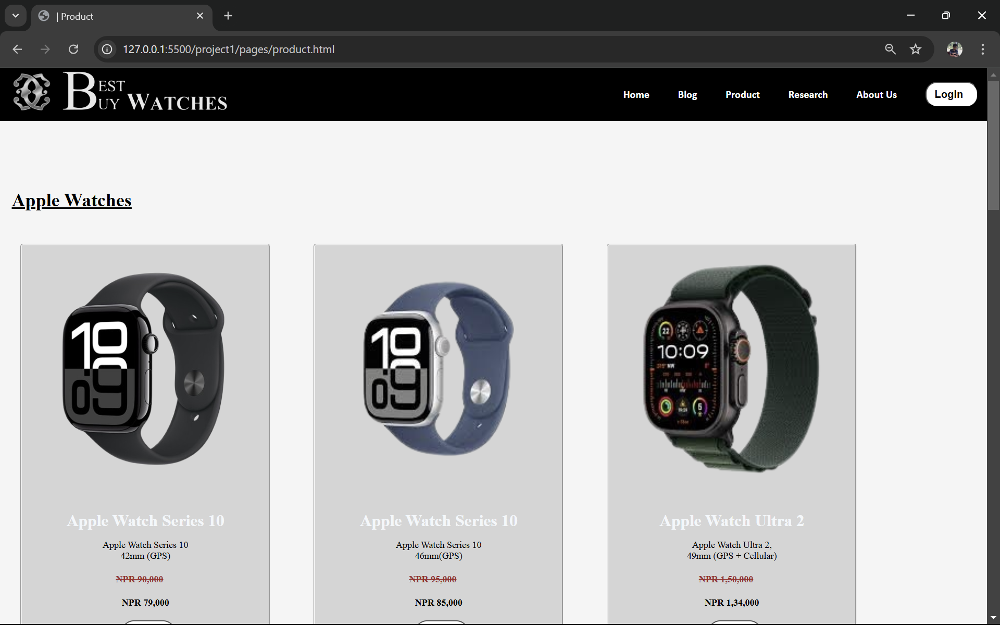 | Product
127.0.0.1:5500/project1/pages/product.html
BEST
BUY WATCHES
Home Blog Product Research About Us LogIn
Apple Watches
10
09
10
09
22
10:09
NW
5
Apple Watch Series 10
Apple Watch Series 10
42mm (GPS)
NPR 90,000
NPR 79,000
Apple Watch Series 10
Apple Watch Series 10
46mm(GPS)
NPR 95,000
NPR 85,000
Apple Watch Ultra 2
Apple Watch Ultra 2,
49mm (GPS + Cellular)
NPR 1,50,000
NPR 1,34,000